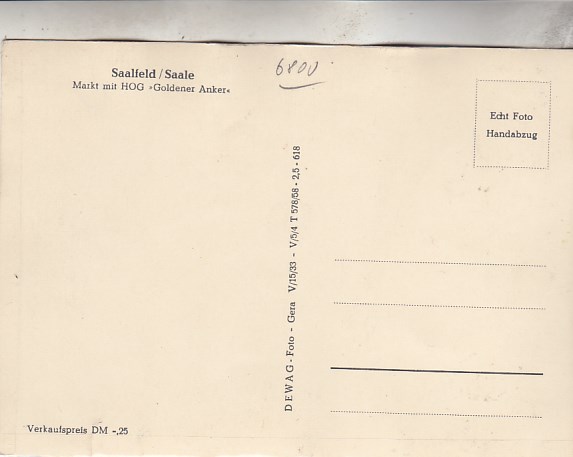 Saalfeld / Saale
Markt mit HOG »Goldener Anker«
6800
Echt Foto
Handabzug
DEWAG - Foto - Gera V/15/33 - V/5/4 T 578/58 - 2,5 - 618
Verkaufspreis DM -,25